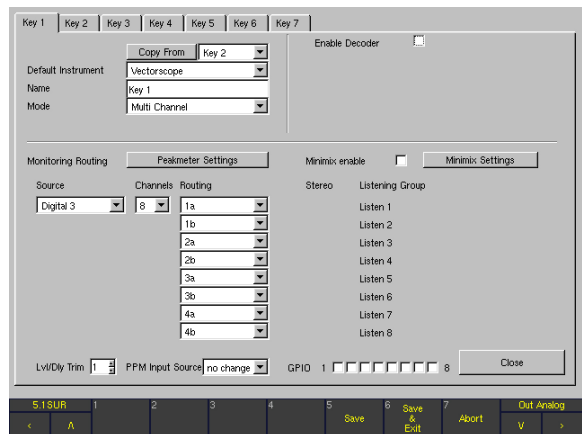 Key 1 Key 2 Key 3 Key 4 Key 5 Key 6 Key 7
Copy From Key 2 Enable Decoder
Default Instrument Vectorscope
Name Key 1
Mode Multi Channel
Monitoring Routing Peakmeter Settings Minimix enable Minimix Settings
Source Channels Routing Stereo Listening Group
Digital 3 8 1a Listen 1
1b Listen 2
2a Listen 3
2b Listen 4
3a Listen 5
3b Listen 6
4a Listen 7
4b Listen 8
Lvl/Dly Trim 1 PPM Input Source no change GPIO 1 8 Close
5.1SUR 1 2 3 4 5 6 7 Out Analog
< Λ Save Save & Exit Abort V >